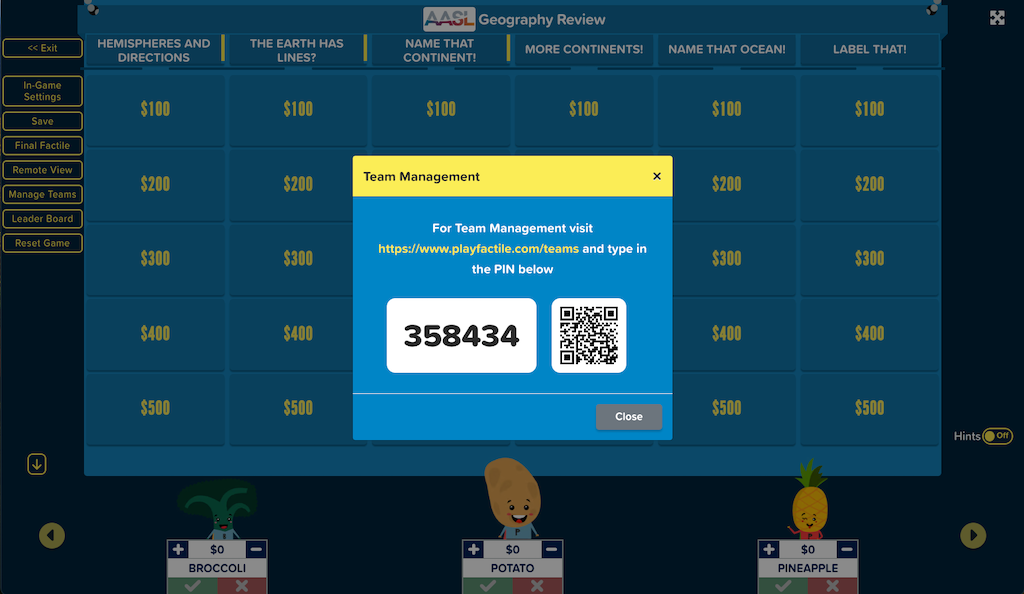 AASL Geography Review
<< Exit
HEMISPHERES AND
DIRECTIONS
THE EARTH HAS
LINES?
NAME THAT
CONTINENT!
MORE CONTINENTS!
NAME THAT OCEAN!
LABEL THAT!
In-Game
Settings
Save
Final Factile
Remote View
Manage Teams
Leader Board
Reset Game
$100 $100 $100 $100 $100 $100
$200 $200 $200 $200
$300 $300 $300 $300
$400 $400 $400 $400
$500 $500 $500 $500
Team Management ×
For Team Management visit
https://www.playfactile.com/teams and type in
the PIN below
358434
Close
Hints Off
P
+ $0 −
BROCCOLI
+ $0 −
POTATO
+ $0 −
PINEAPPLE